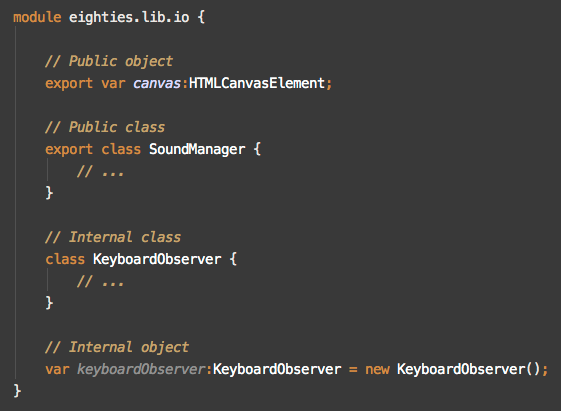 module eighties.lib.io {
// Public object
export var canvas:HTMLCanvasElement;
// Public class
export class SoundManager {
// ...
}
// Internal class
class KeyboardObserver {
// ...
}
// Internal object
var keyboardObserver:KeyboardObserver = new KeyboardObserver();
}